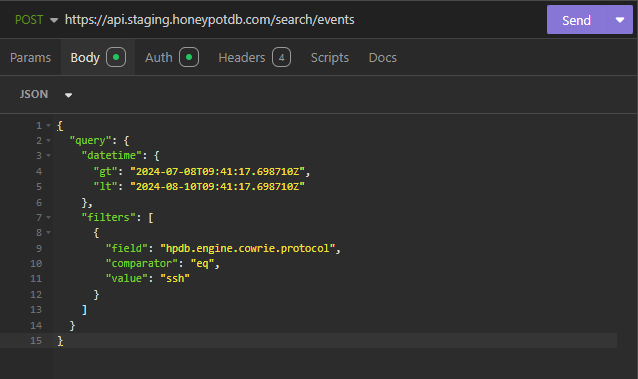 POST https://api.staging.honeypotdb.com/search/events Send
Params Body Auth Headers 4 Scripts Docs
JSON
1 {
2 "query": {
3 "datetime": {
4 "gt": "2024-07-08T09:41:17.698710Z",
5 "lt": "2024-08-10T09:41:17.698710Z"
6 },
7 "filters": [
8 {
9 "field": "hpdb.engine.cowrie.protocol",
10 "comparator": "eq",
11 "value": "ssh"
12 }
13 ]
14 }
15 }